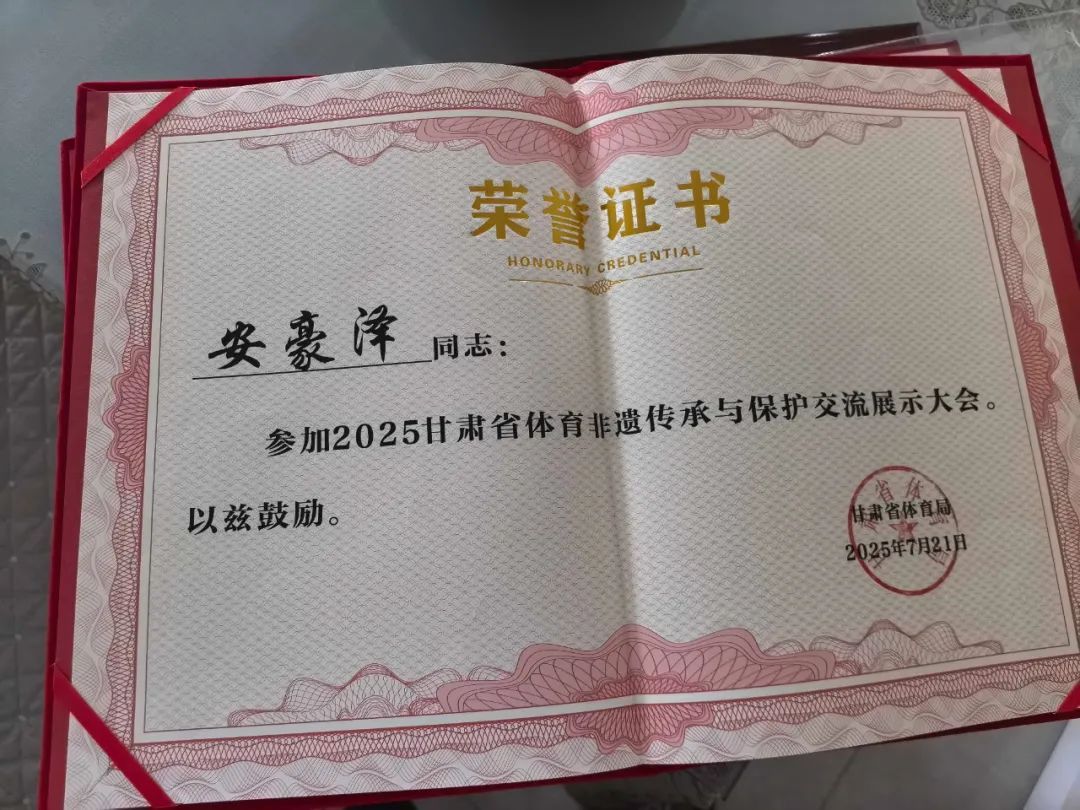 荣誉证书
HONORARY CREDENTIAL
安豪泽 同志：
参加2025甘肃省体育非遗传承与保护交流展示大会。
以兹鼓励。
甘肃省体育局
2025年7月21日